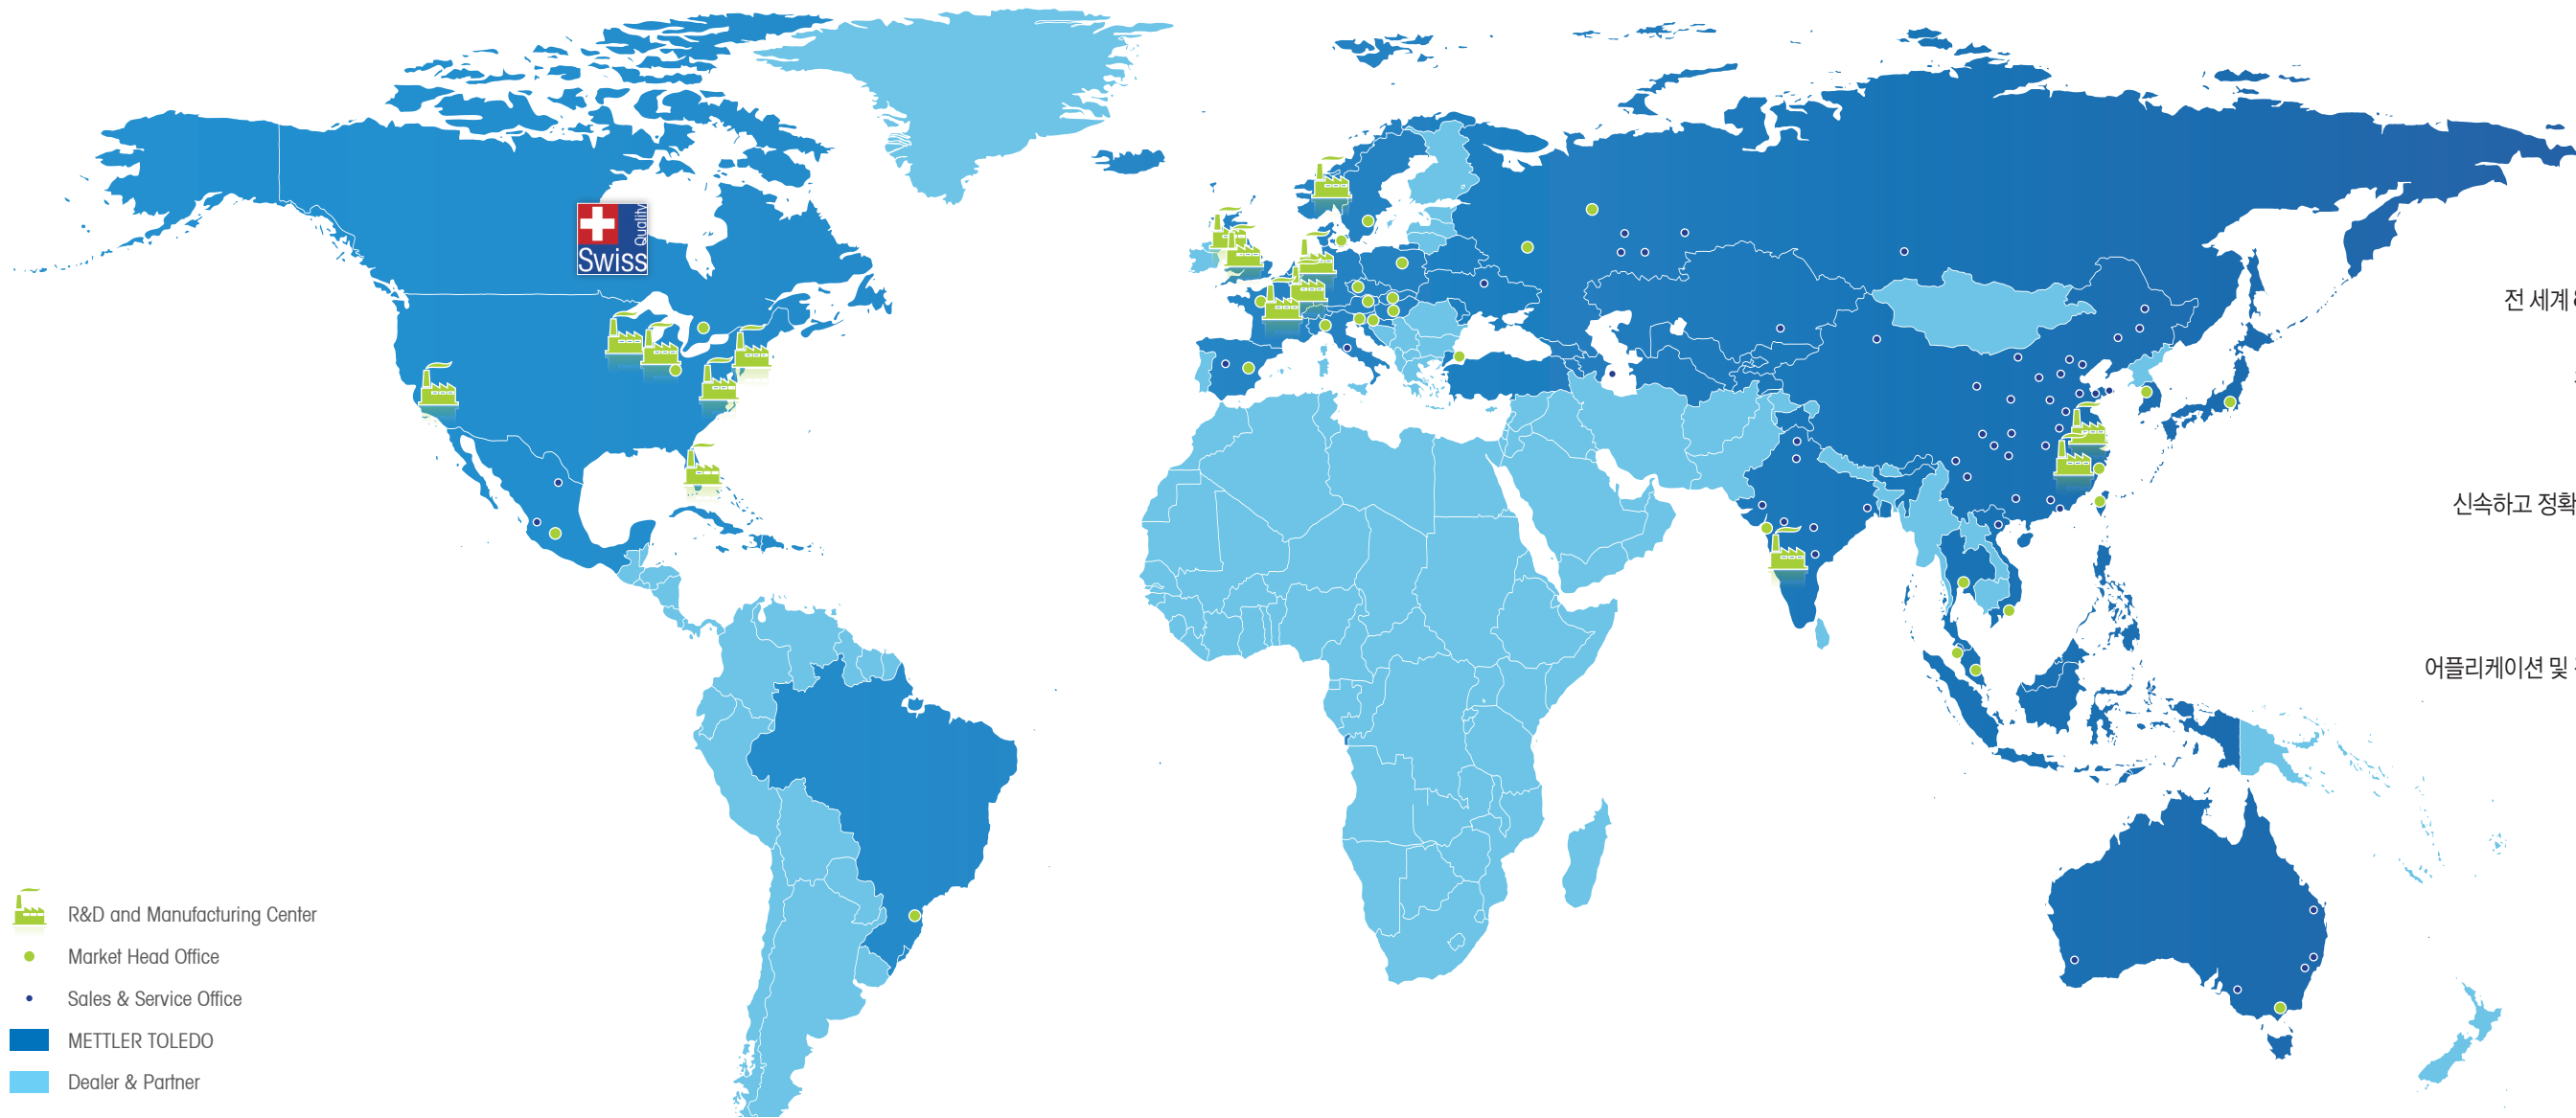 Quality
Swiss
전 세계
신속하고 정확
어플리케이션 및
R&D and Manufacturing Center
Market Head Office
Sales & Service Office
METTLER TOLEDO
Dealer & Partner